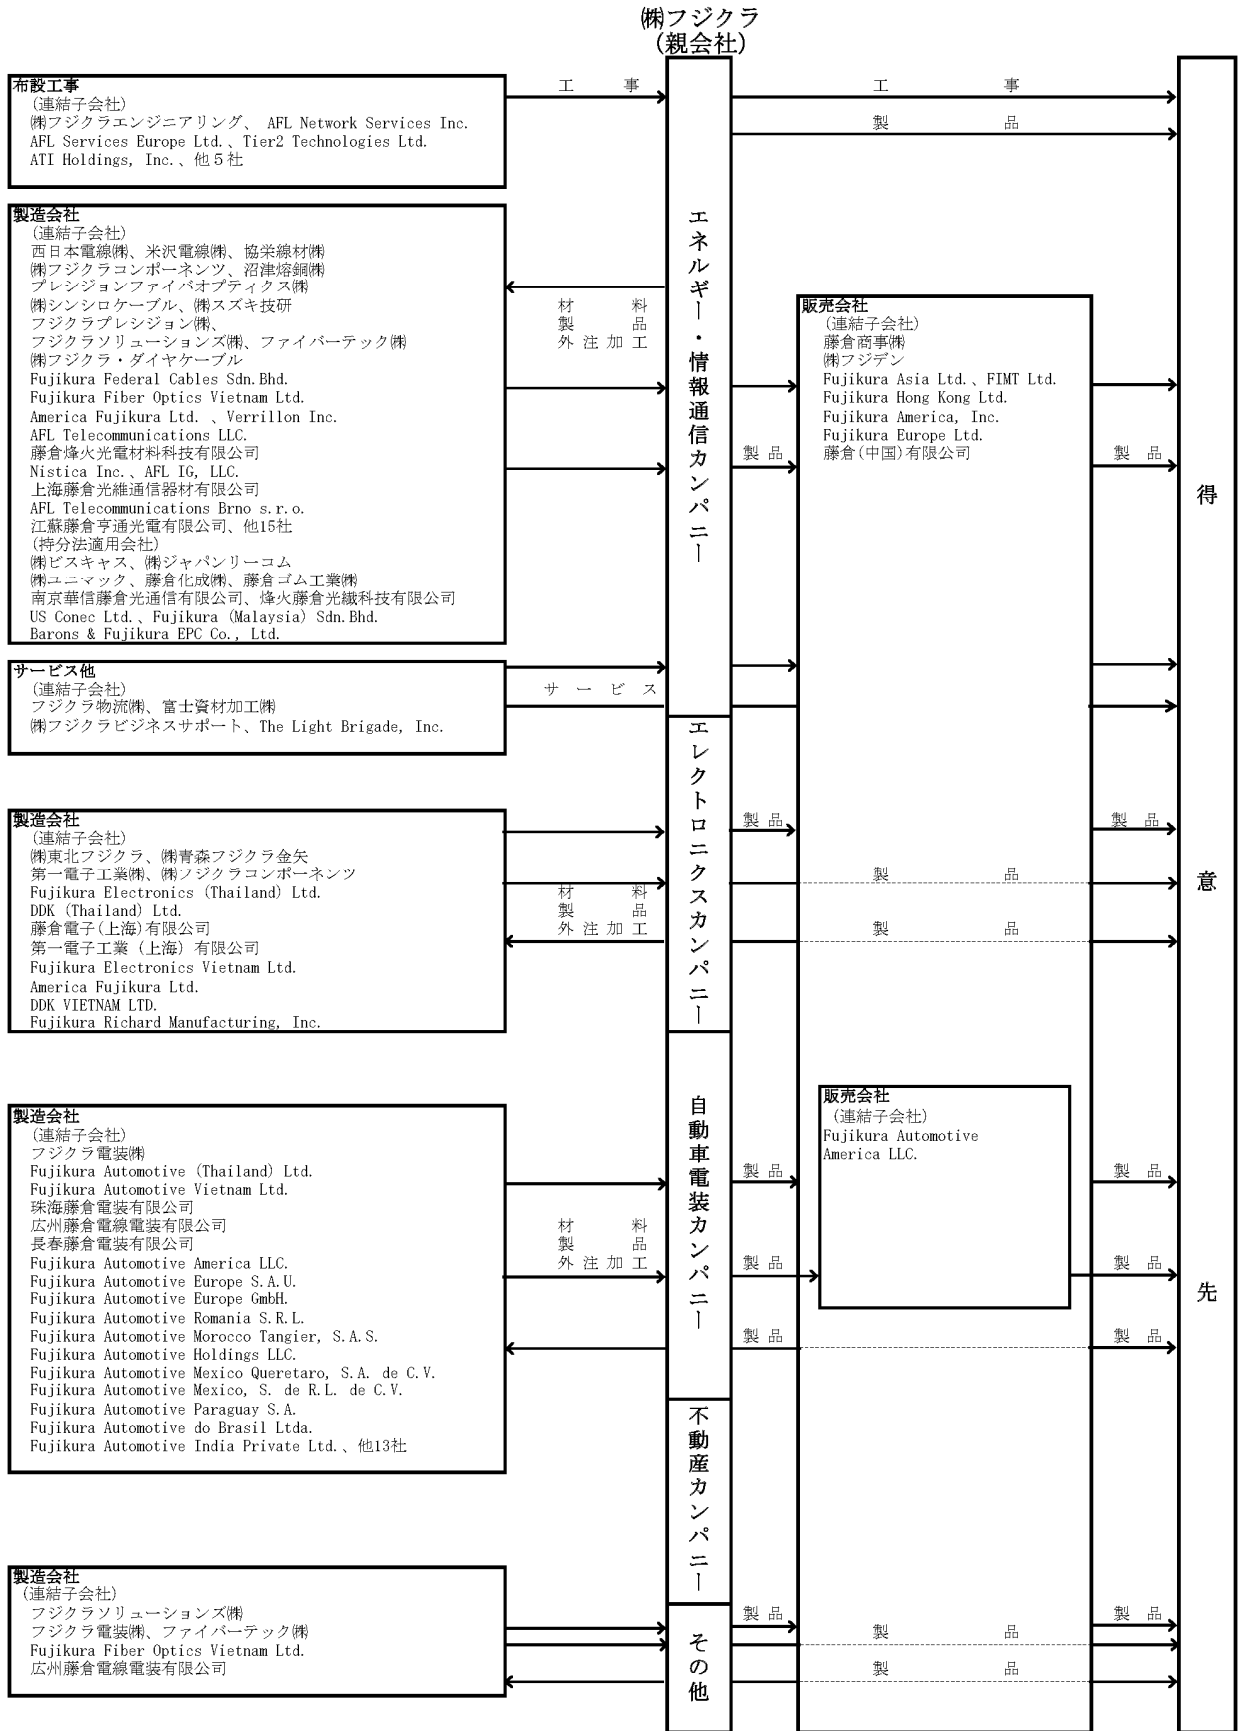 ㈱フジクラ
(親会社)
布設工事
(連結子会社)
㈱フジクラエンジニアリング、 AFL Network Services Inc.
AFL Services Europe Ltd.、Tier2 Technologies Ltd.
ATI Holdings, Inc.、他５社
工 事
工 事
製 品
製造会社
(連結子会社)
西日本電線㈱、米沢電線㈱、協栄線材㈱
㈱フジクラコンポーネンツ、沼津熔銅㈱
プレシジョンファイバオプティクス㈱
㈱シンシロケーブル、㈱スズキ技研
フジクラプレシジョン㈱、
フジクラソリューションズ㈱、ファイバーテック㈱
㈱フジクラ・ダイヤケーブル
Fujikura Federal Cables Sdn.Bhd.
Fujikura Fiber Optics Vietnam Ltd.
America Fujikura Ltd. 、Verrillon Inc.
AFL Telecommunications LLC.
藤倉烽火光電材料科技有限公司
Nistica Inc.、AFL IG, LLC.
上海藤倉光維通信器材有限公司
AFL Telecommunications Brno s.r.o.
江蘇藤倉亨通光電有限公司、他15社
(持分法適用会社)
㈱ビスキャス、㈱ジャパンリーコム
㈱ユニマック、藤倉化成㈱、藤倉ゴム工業㈱
南京華信藤倉光通信有限公司、烽火藤倉光繊科技有限公司
US Conec Ltd.、Fujikura (Malaysia) Sdn.Bhd.
Barons & Fujikura EPC Co., Ltd.
材 料
製 品
外注加工
エネルギー・情報通信カンパニー
販売会社
(連結子会社)
藤倉商事㈱
㈱フジデン
Fujikura Asia Ltd.、FIMT Ltd.
Fujikura Hong Kong Ltd.
Fujikura America, Inc.
Fujikura Europe Ltd.
藤倉(中国)有限公司
製 品
製 品
得意先
サービス他
(連結子会社)
フジクラ物流㈱、富士資材加工㈱
㈱フジクラビジネスサポート、The Light Brigade, Inc.
サ ー ビ ス
エレクトロニクスカンパニー
製造会社
(連結子会社)
㈱東北フジクラ、㈱青森フジクラ金矢
第一電子工業㈱、㈱フジクラコンポーネンツ
Fujikura Electronics (Thailand) Ltd.
DDK (Thailand) Ltd.
藤倉電子(上海)有限公司
第一電子工業 (上海) 有限公司
Fujikura Electronics Vietnam Ltd.
America Fujikura Ltd.
DDK VIETNAM LTD.
Fujikura Richard Manufacturing, Inc.
材 料
製 品
外注加工
製 品
製 品
製 品
製 品
自動車電装カンパニー
製造会社
(連結子会社)
フジクラ電装㈱
Fujikura Automotive (Thailand) Ltd.
Fujikura Automotive Vietnam Ltd.
珠海藤倉電装有限公司
広州藤倉電線電装有限公司
長春藤倉電装有限公司
Fujikura Automotive America LLC.
Fujikura Automotive Europe S.A.U.
Fujikura Automotive Europe GmbH.
Fujikura Automotive Romania S.R.L.
Fujikura Automotive Morocco Tangier, S.A.S.
Fujikura Automotive Holdings LLC.
Fujikura Automotive Mexico Queretaro, S.A. de C.V.
Fujikura Automotive Mexico, S. de R.L. de C.V.
Fujikura Automotive Paraguay S.A.
Fujikura Automotive do Brasil Ltda.
Fujikura Automotive India Private Ltd.、他13社
材 料
製 品
外注加工
販売会社
(連結子会社)
Fujikura Automotive
America LLC.
製 品
製 品
製 品
製 品
製 品
製 品
不動産カンパニー
製造会社
(連結子会社)
フジクラソリューションズ㈱
フジクラ電装㈱、ファイバーテック㈱
Fujikura Fiber Optics Vietnam Ltd.
広州藤倉電線電装有限公司
その他
製 品
製 品
製 品
製 品